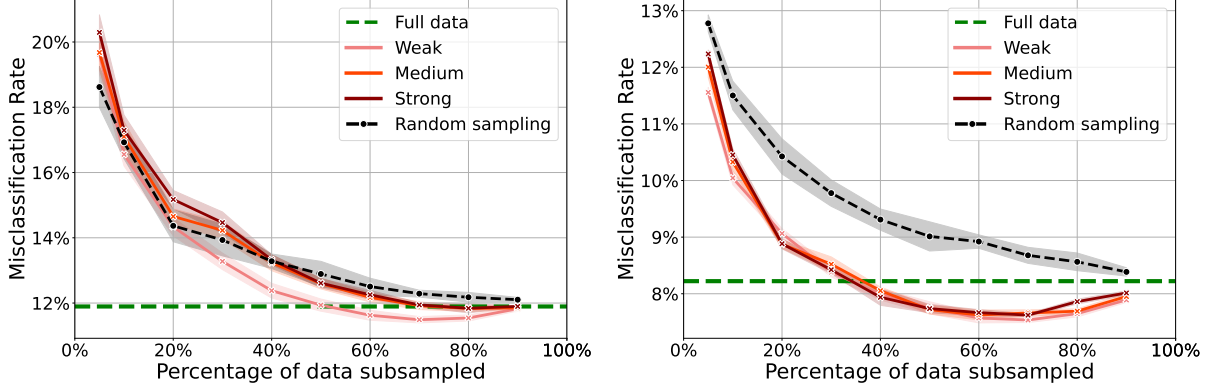 20%
18%
16%
14%
12%
Misclassification Rate
Full data
Weak
Medium
Strong
Random sampling
0%
20%
40%
60%
80%
100%
Percentage of data subsampled
13%
12%
11%
10%
9%
8%
Misclassification Rate
Full data
Weak
Medium
Strong
Random sampling
0%
20%
40%
60%
80%
100%
Percentage of data subsampled